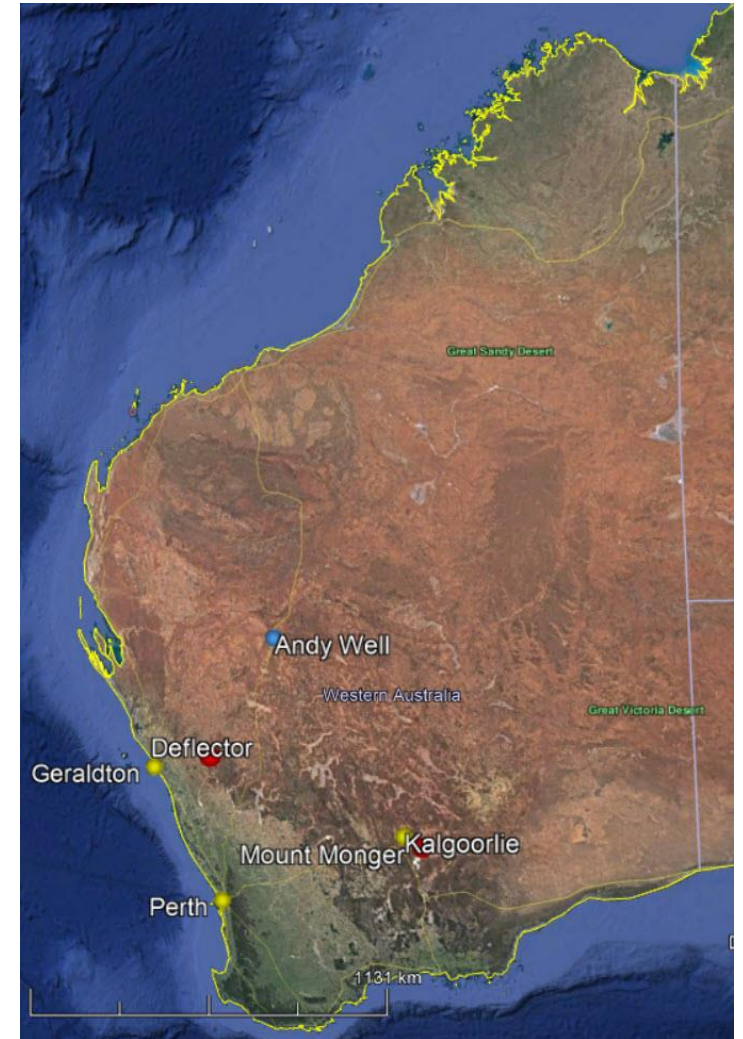 Great Sandy Desert
Andy Well
Western Australia
Great Victoria Desert
Deflector
Geraldton
Kalgoorlie
Mount Monger
Perth
1131 km